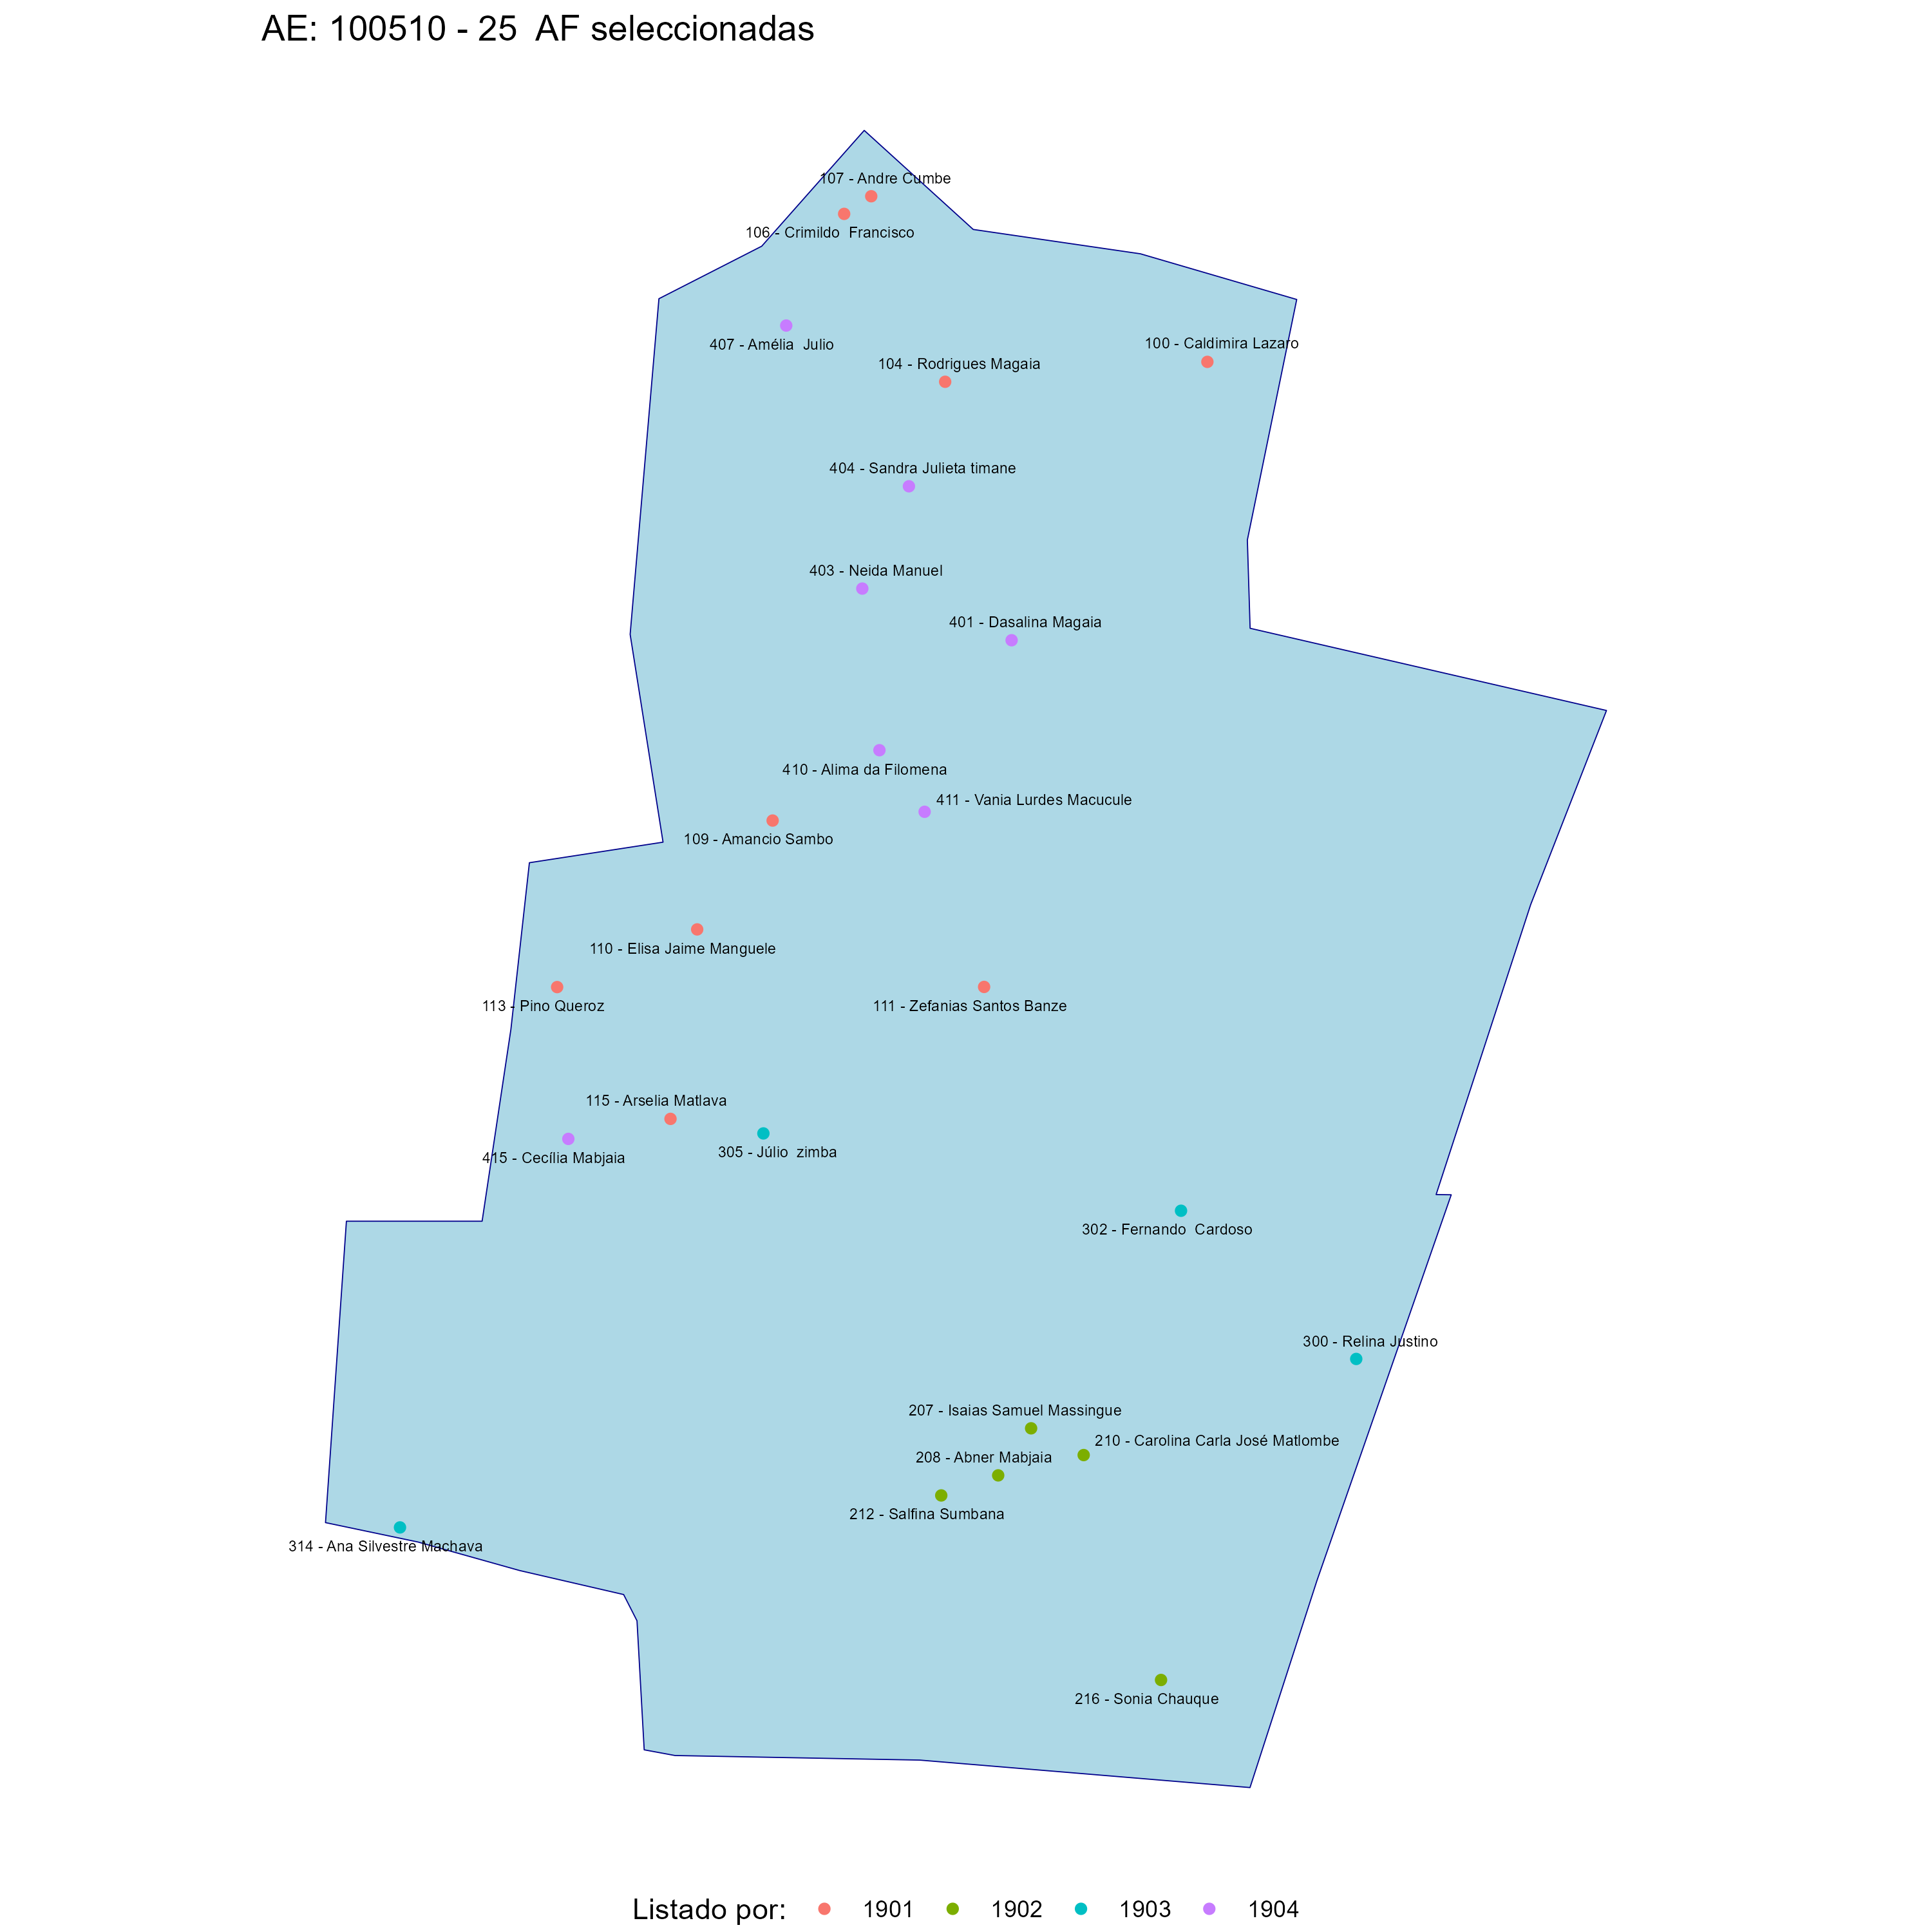 AE: 100510 - 25  AF seleccionadas
107 - Andre Cumbe
106 - Crimildo  Francisco
407 - Amélia  Julio
100 - Caldimira Lazaro
104 - Rodrigues Magaia
404 - Sandra Julieta timane
403 - Neida Manuel
401 - Dasalina Magaia
410 - Alima da Filomena
411 - Vania Lurdes Macucule
109 - Amancio Sambo
110 - Elisa Jaime Manguele
113 - Pino Queroz
111 - Zefanias Santos Banze
115 - Arselia Matlava
415 - Cecília Mabjaia
305 - Júlio  zimba
302 - Fernando  Cardoso
300 - Relina Justino
207 - Isaias Samuel Massingue
210 - Carolina Carla José Matlombe
208 - Abner Mabjaia
212 - Salfina Sumbana
314 - Ana Silvestre Machava
216 - Sonia Chauque
Listado por: 1901 1902 1903 1904